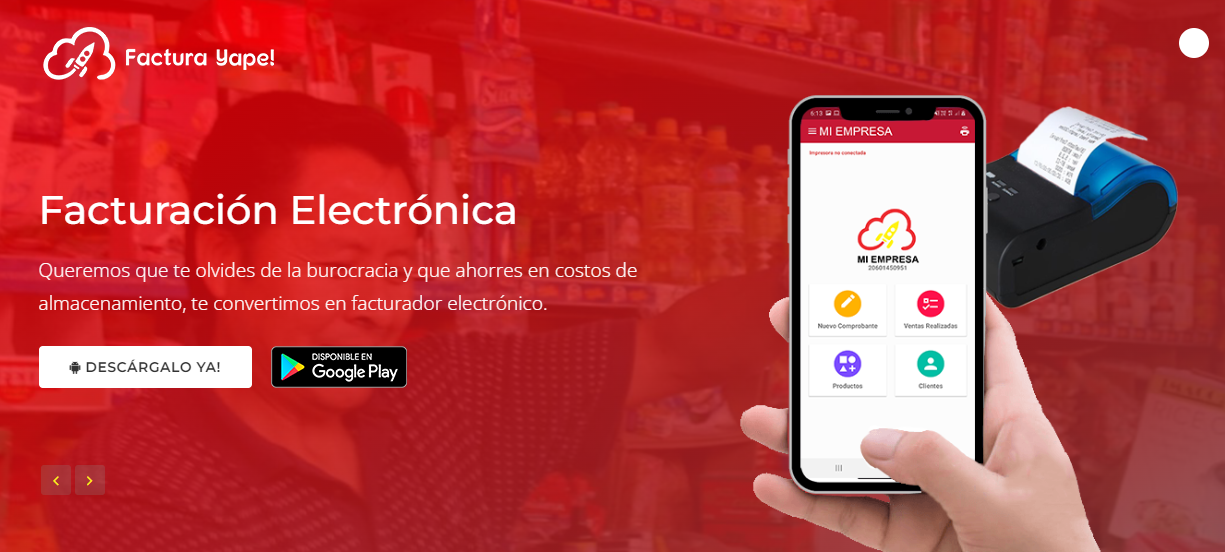 Factura Yape!
Facturación Electrónica
Queremos que te olvides de la burocracia y que ahorres en costos de
almacenamiento, te convertimos en facturador electrónico.
DESCÁRGALO YA!
DISPONIBLE EN
Google Play
5:13
MI EMPRESA
Impresora no conectada
MI EMPRESA
20601450951
Nuevo Comprobante
Ventas Realizadas
Productos
Clientes